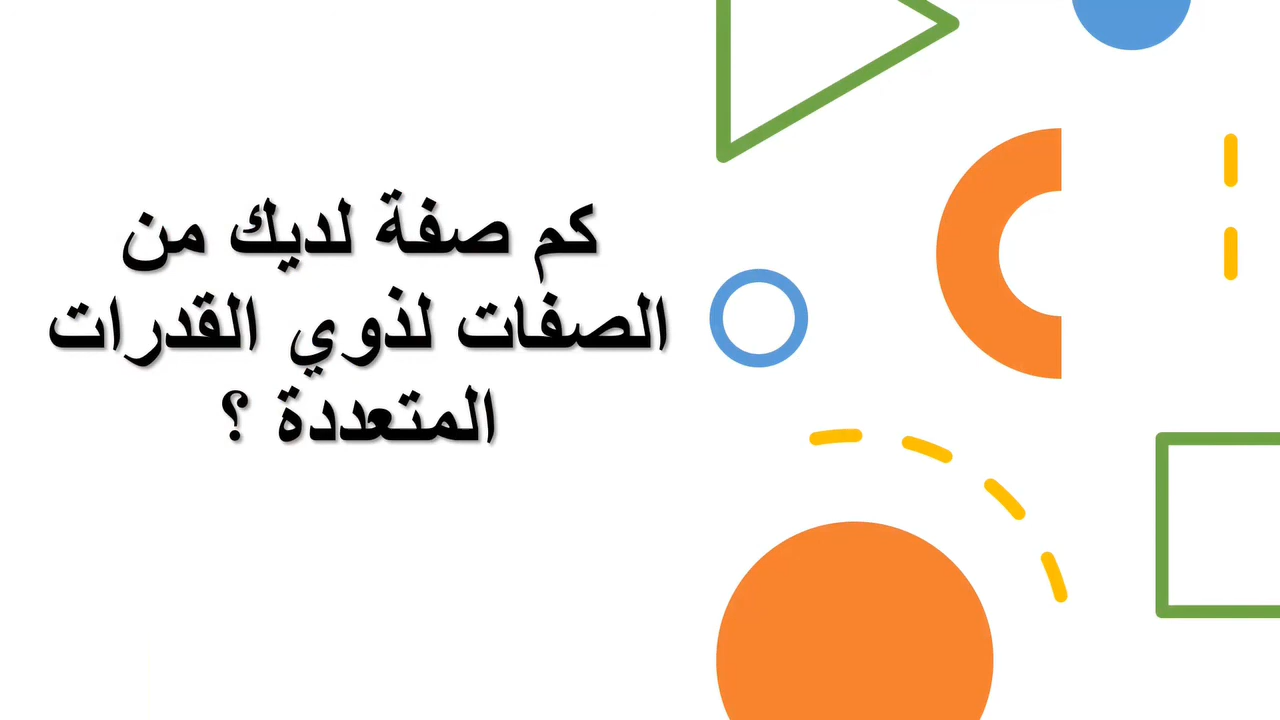 كم صفة لديك من
الصفات لذوي القدرات
المتعددة ؟